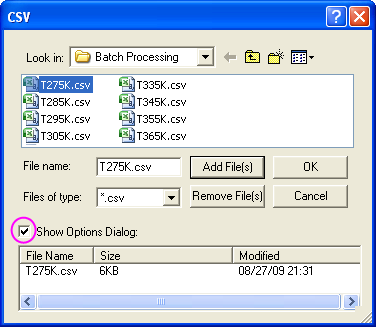 CSV
Look in: Batch Processing
T275K.csv T335K.csv
T285K.csv T345K.csv
T295K.csv T355K.csv
T305K.csv T365K.csv
File name: T275K.csv Add File(s) OK
Files of type: *.csv Remove File(s) Cancel
Show Options Dialog:
File Name Size Modified
T275K.csv 6KB 08/27/09 21:31